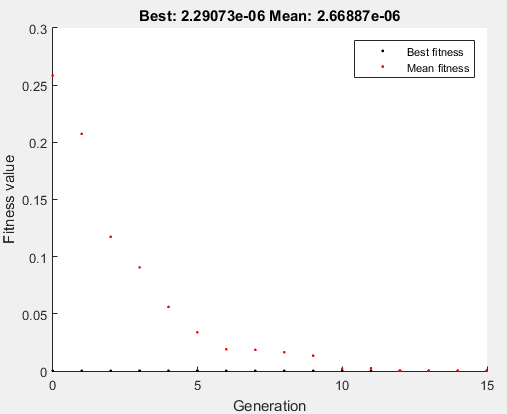 Best: 2.29073e-06 Mean: 2.66887e-06
Best fitness
Mean fitness
Fitness value
0.3
0.25
0.2
0.15
0.1
0.05
0
0 5 10 15
Generation